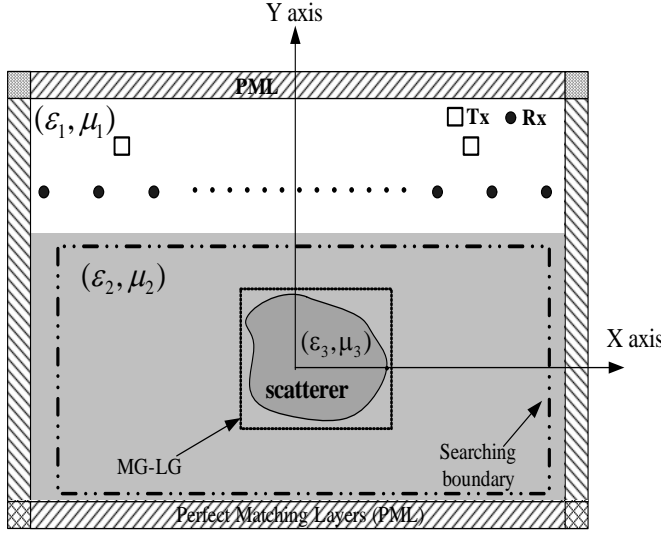 Y axis
PML
(ε₁, μ₁)
Tx Rx
(ε₂, μ₂)
(ε₃, μ₃)
X axis
scatterer
MG-LG
Searching
boundary
Perfect Matching Layers (PML)